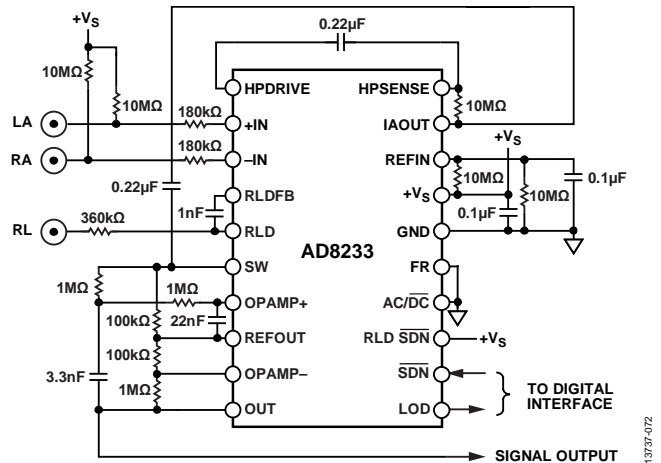 +VS
0.22µF
10MΩ
10MΩ
HPDRIVE
HPSENSE
10MΩ
LA
180kΩ
+IN
IAOUT
+VS
RA
180kΩ
–IN
REFIN
10MΩ
0.22µF
RLDFB
+VS
10MΩ
0.1µF
1nF
0.1µF
RL
360kΩ
RLD
GND
AD8233
SW
FR
1MΩ
1MΩ
OPAMP+
AC/DC
100kΩ
22nF
REFOUT
RLD SDN
+VS
100kΩ
3.3nF
OPAMP–
SDN
1MΩ
TO DIGITAL
INTERFACE
OUT
LOD
SIGNAL OUTPUT
13737-072